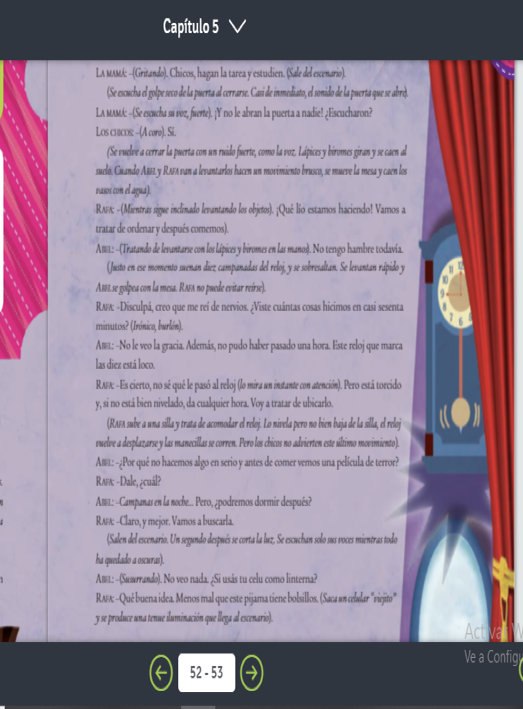 Capítulo 5
LA MAMÁ: –(Gritando). Chicos, hagan la tarea y estudien. (Sale del escenario).
(Se escucha el golpe seco de la puerta al cerrarse. Casi de inmediato, el sonido de la puerta que se abre).
LA MAMÁ: –(Se escucha su voz, fuerte). ¡Y no le abran la puerta a nadie! ¿Escucharon?
LOS CHICOS: –(A coro). Sí.
(Se vuelve a cerrar la puerta con un ruido fuerte, como la voz. Lápices y biromes giran y se caen al
suelo. Cuando ABEL y RAFA van a levantarlos hacen un movimiento brusco, se mueve la mesa y caen los
vasos con el agua).
RAFA: –(Mientras sigue inclinado levantando los objetos). ¡Qué lío estamos haciendo! Vamos a
tratar de ordenar y después comemos).
ABEL: –(Tratando de levantarse con los lápices y biromes en las manos). No tengo hambre todavía.
(Justo en ese momento suenan diez campanadas del reloj, y se sobresaltan. Se levantan rápido y
ABEL se golpea con la mesa. RAFA no puede evitar reírse).
RAFA: –Disculpá, creo que me reí de nervios. ¿Viste cuántas cosas hicimos en casi sesenta
minutos? (Irónico, burlón).
ABEL: –No le veo la gracia. Además, no pudo haber pasado una hora. Este reloj que marca
las diez está loco.
RAFA: –Es cierto, no sé qué le pasó al reloj (lo mira un instante con atención). Pero está torcido
y, si no está bien nivelado, da cualquier hora. Voy a tratar de ubicarlo.
(RAFA sube a una silla y trata de acomodar el reloj. Lo nivela pero no bien baja de la silla, el reloj
vuelve a desplazarse y las manecillas se corren. Pero los chicos no advierten este último movimiento).
ABEL: –¿Por qué no hacemos algo en serio y antes de comer vemos una película de terror?
RAFA: –Dale, ¿cuál?
ABEL: –Campanas en la noche... Pero, ¿podremos dormir después?
RAFA: –Claro, y mejor. Vamos a buscarla.
(Salen del escenario. Un segundo después se corta la luz. Se escuchan solo sus voces mientras todo
ha quedado a oscuras).
ABEL: –(Susurrando). No veo nada. ¿Si usás tu celu como linterna?
RAFA: –Qué buena idea. Menos mal que este pijama tiene bolsillos. (Saca un celular "viejito"
y se produce una tenue iluminación que llega al escenario).
52 - 53